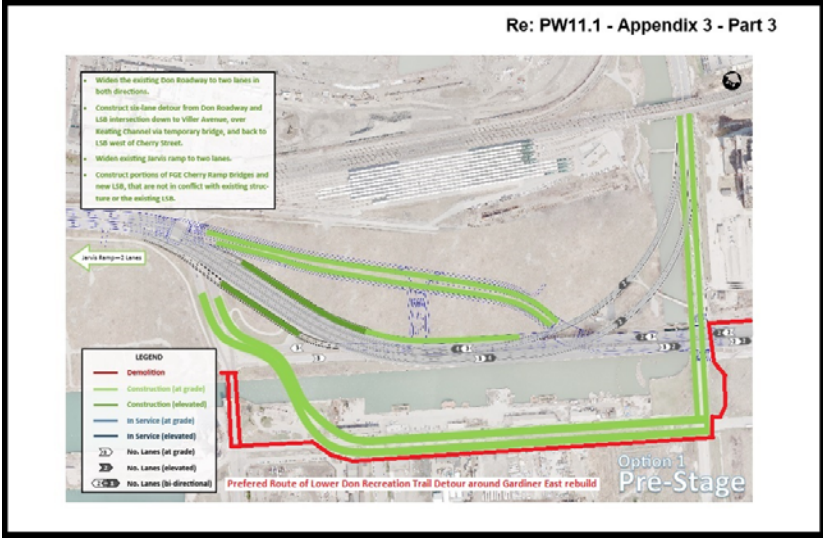 Re: PW11.1 - Appendix 3 - Part 3
• Widen the existing Don Roadway to two lanes in
both directions.
• Construct six-lane detour from Don Roadway and
LSB intersection down to Viller Avenue, over
Keating Channel via temporary bridge, and back to
LSB west of Cherry Street.
• Widen existing Jarvis ramp to two lanes.
• Construct portions of FGE Cherry Ramp Bridges and
new LSB, that are not in conflict with existing struc-
ture or the existing LSB.
Jarvis Ramp—2 Lanes
LEGEND
Demolition
Construction (at grade)
Construction (elevated)
In Service (at grade)
In Service (elevated)
No. Lanes (at grade)
No. Lanes (elevated)
No. Lanes (bi-directional)
Prefered Route of Lower Don Recreation Trail Detour around Gardiner East rebuild
Option 1
Pre-Stage